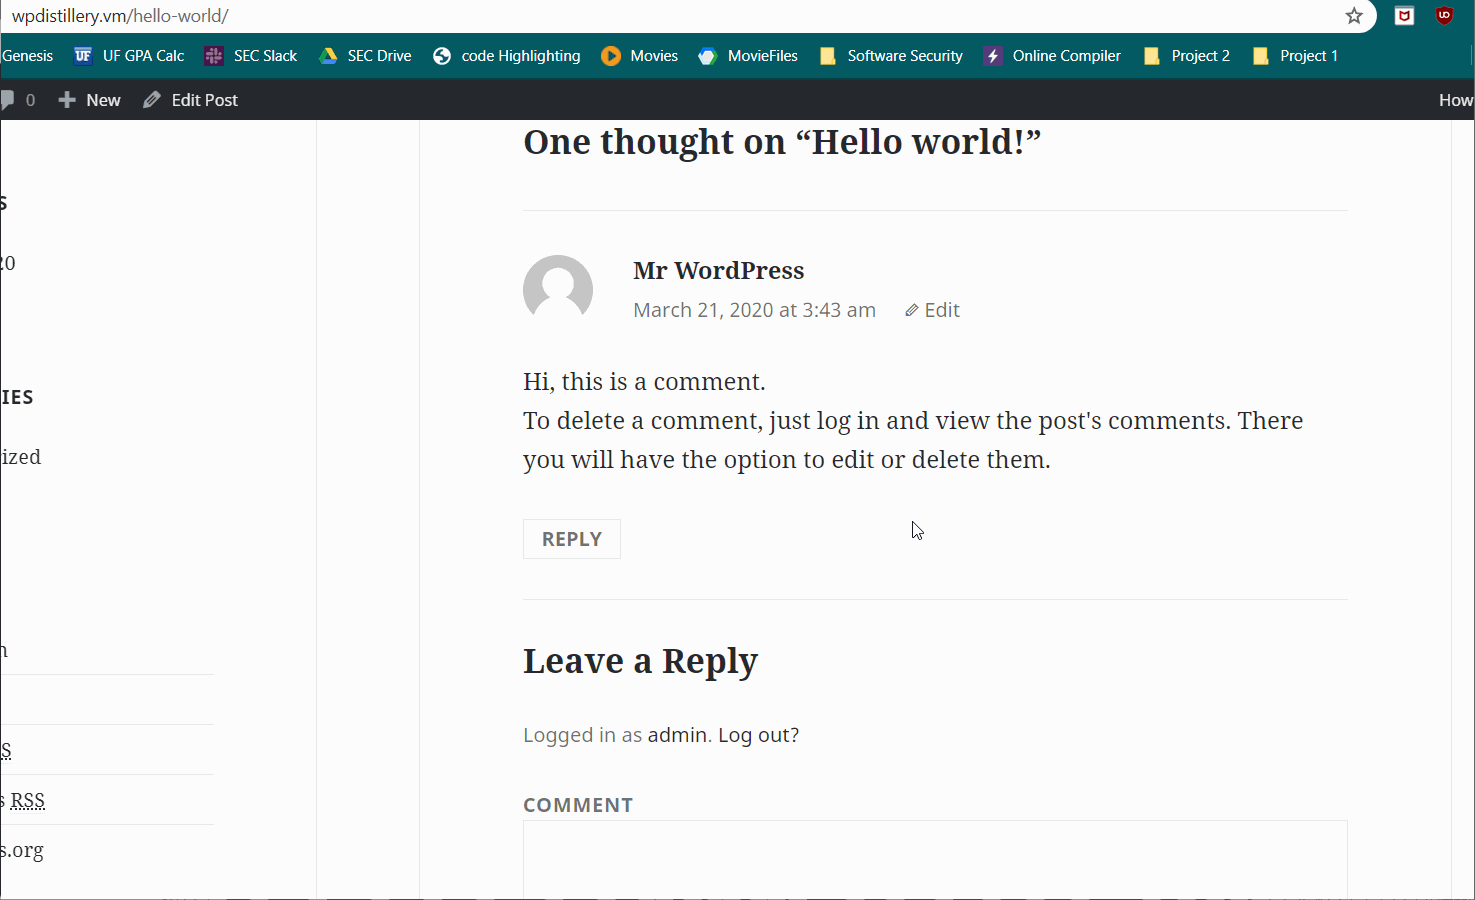 wpdistillery.vm/hello-world/
Genesis UF UF GPA Calc SEC Slack SEC Drive code Highlighting Movies MovieFiles Software Security Online Compiler Project 2 Project 1
0 New Edit Post How
One thought on “Hello world!”
S
20
Mr WordPress
March 21, 2020 at 3:43 am Edit
Hi, this is a comment.
IES
To delete a comment, just log in and view the post's comments. There
ized
you will have the option to edit or delete them.
REPLY
n
Leave a Reply
Logged in as admin. Log out?
S
s RSS
COMMENT
s.org